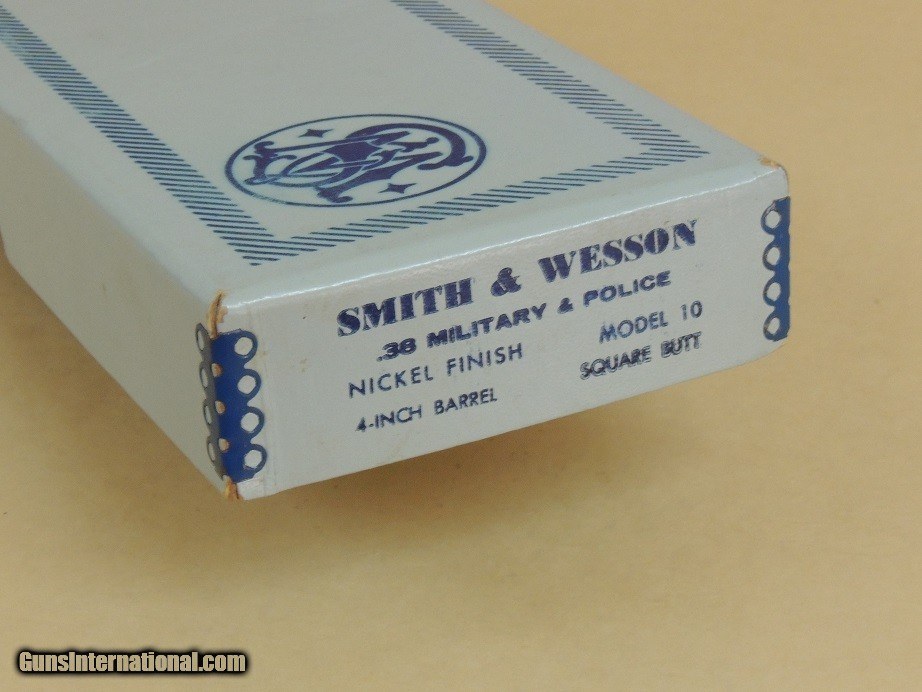 SMITH & WESSON
.38 MILITARY & POLICE
NICKEL FINISH MODEL 10
4-INCH BARREL SQUARE BUTT
GunsInternational.com